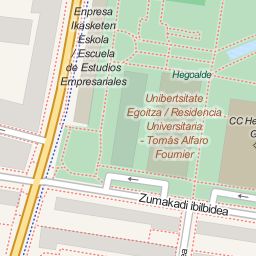 Enpresa
Ikasketen
Eskola /
Escuela
de Estudios
Empresariales
Hegoalde
Unibertsitate
Egoitza / Residencia
Universitaria
- Tomás Alfaro
Fournier
CC He
G
Zumakadi ibilbidea